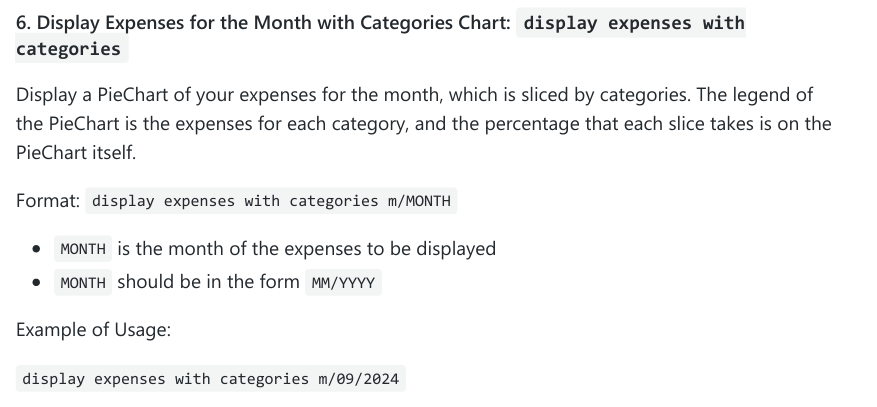 6. Display Expenses for the Month with Categories Chart: display expenses with
categories
Display a PieChart of your expenses for the month, which is sliced by categories. The legend of
the PieChart is the expenses for each category, and the percentage that each slice takes is on the
PieChart itself.
Format: display expenses with categories m/MONTH
• MONTH is the month of the expenses to be displayed
• MONTH should be in the form MM/YYYY
Example of Usage:
display expenses with categories m/09/2024